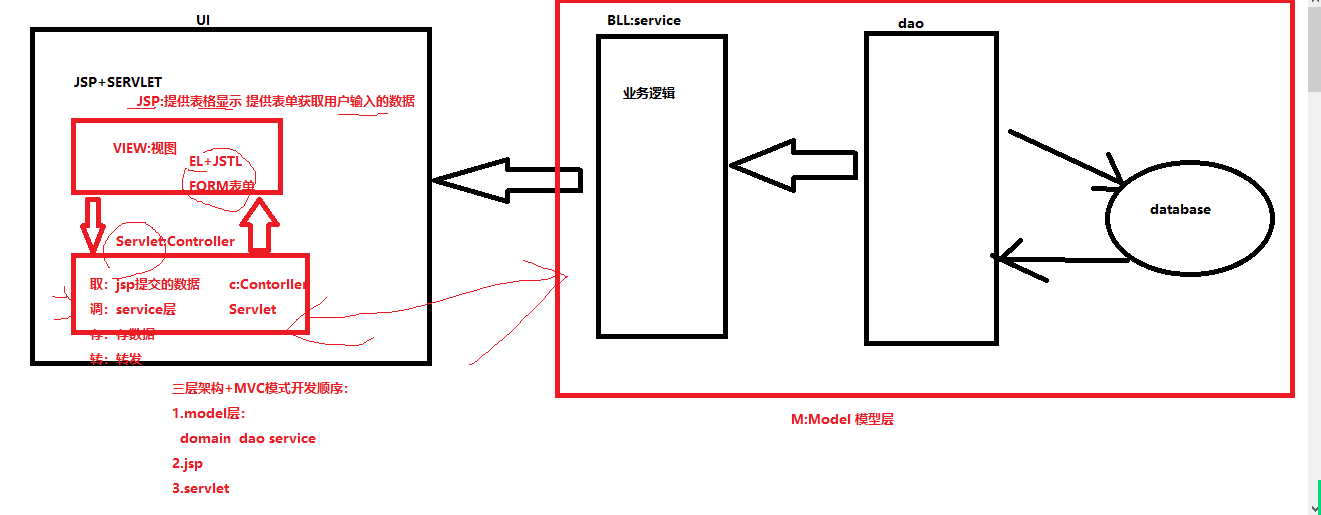 UI
JSP+SERVLET
JSP:提供表格显示 提供表单获取用户输入的数据
VIEW:视图
EL+JSTL
FORM表单
Servlet:Controller
取：jsp提交的数据 c:Contorller
调：service层 Servlet
存：存数据
转：转发
三层架构+MVC模式开发顺序：
1.model层：
domain dao service
2.jsp
3.servlet
BLL:service
业务逻辑
dao
database
M:Model 模型层